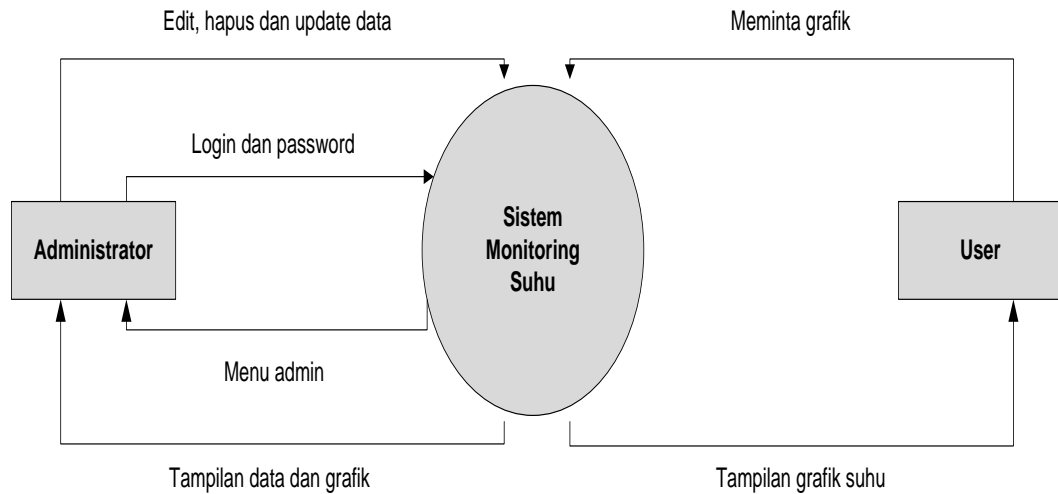 Edit, hapus dan update data
Meminta grafik
Login dan password
Administrator
Sistem
Monitoring
Suhu
User
Menu admin
Tampilan data dan grafik
Tampilan grafik suhu